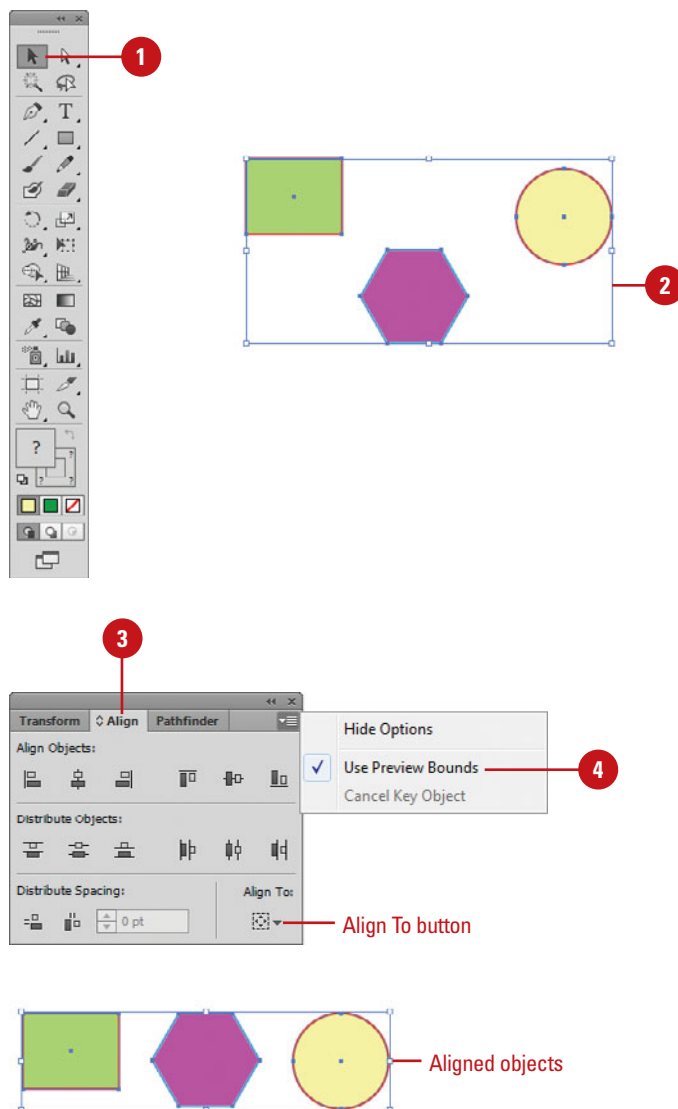 1
T
2
?
?
?
?
3
Transform Align Pathfinder
Hide Options
Align Objects:
Use Preview Bounds
4
Cancel Key Object
Distribute Objects:
Distribute Spacing: Align To:
0 pt
Align To button
Aligned objects